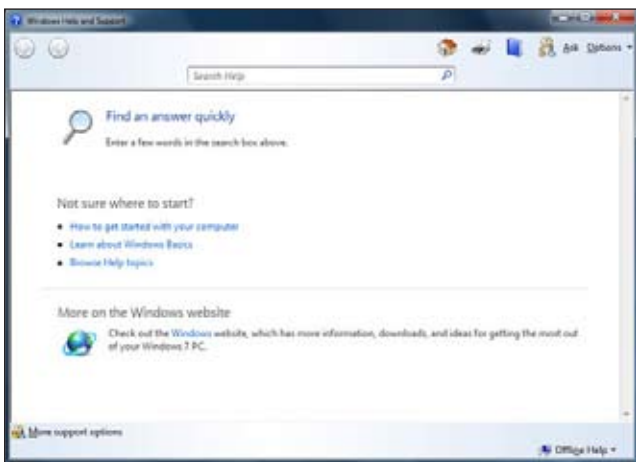 Windows Help and Support
Ask Options
Search Help
Find an answer quickly
Enter a few words in the search box above.
Not sure where to start?
How to get started with your computer
Learn about Windows Basics
Browse Help topics
More on the Windows website
Check out the Windows website, which has more information, downloads, and ideas for getting the most out
of your Windows 7 PC.
More support options
Offline Help